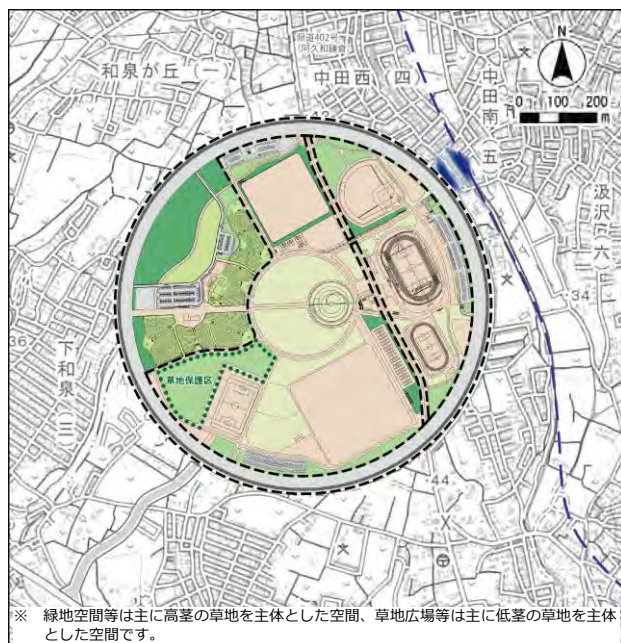 県道402号
（阿久和鎌倉）
和泉が丘（一）
中田西（四）
中田南（五）
N
0 100 200
m
汲沢（六）
34
36
下和泉（三）
草地保護区
44
※ 緑地空間等は主に高茎の草地を主体とした空間、草地広場等は主に低茎の草地を主体
とした空間です。